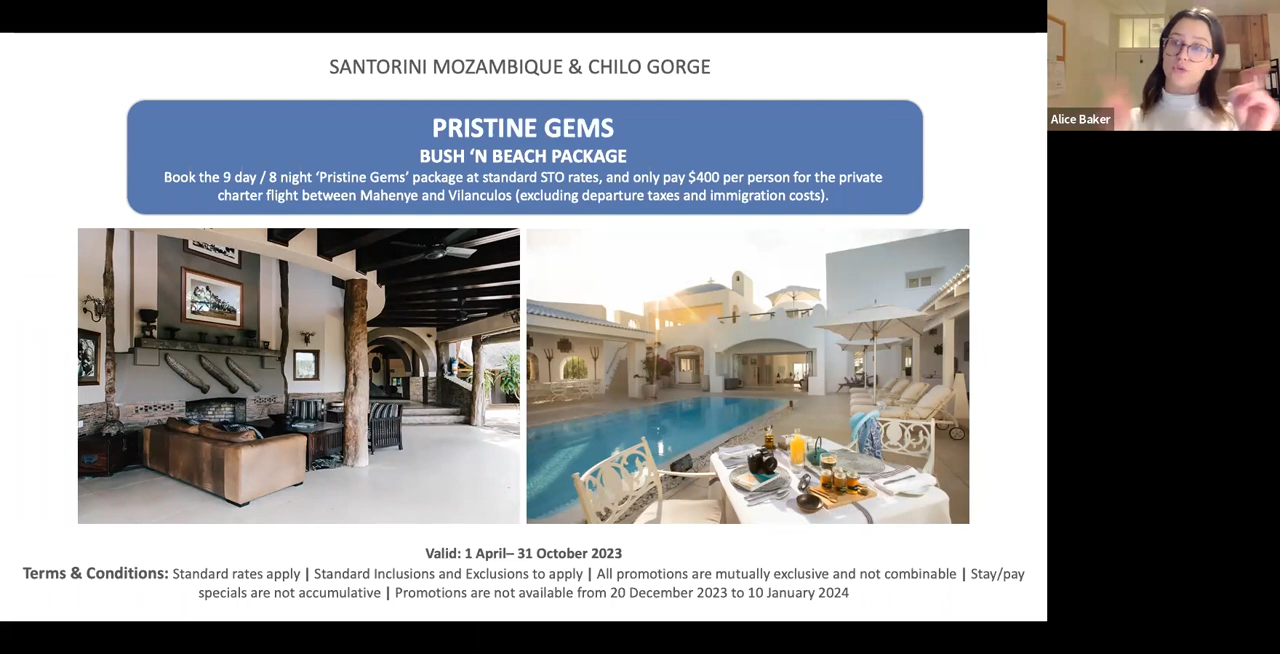 SANTORINI MOZAMBIQUE & CHILO GORGE
PRISTINE GEMS
BUSH ‘N BEACH PACKAGE
Book the 9 day / 8 night ‘Pristine Gems’ package at standard STO rates, and only pay $400 per person for the private
charter flight between Mahenye and Vilanculos (excluding departure taxes and immigration costs).
Alice Baker
Valid: 1 April– 31 October 2023
Terms & Conditions: Standard rates apply | Standard Inclusions and Exclusions to apply | All promotions are mutually exclusive and not combinable | Stay/pay
specials are not accumulative | Promotions are not available from 20 December 2023 to 10 January 2024